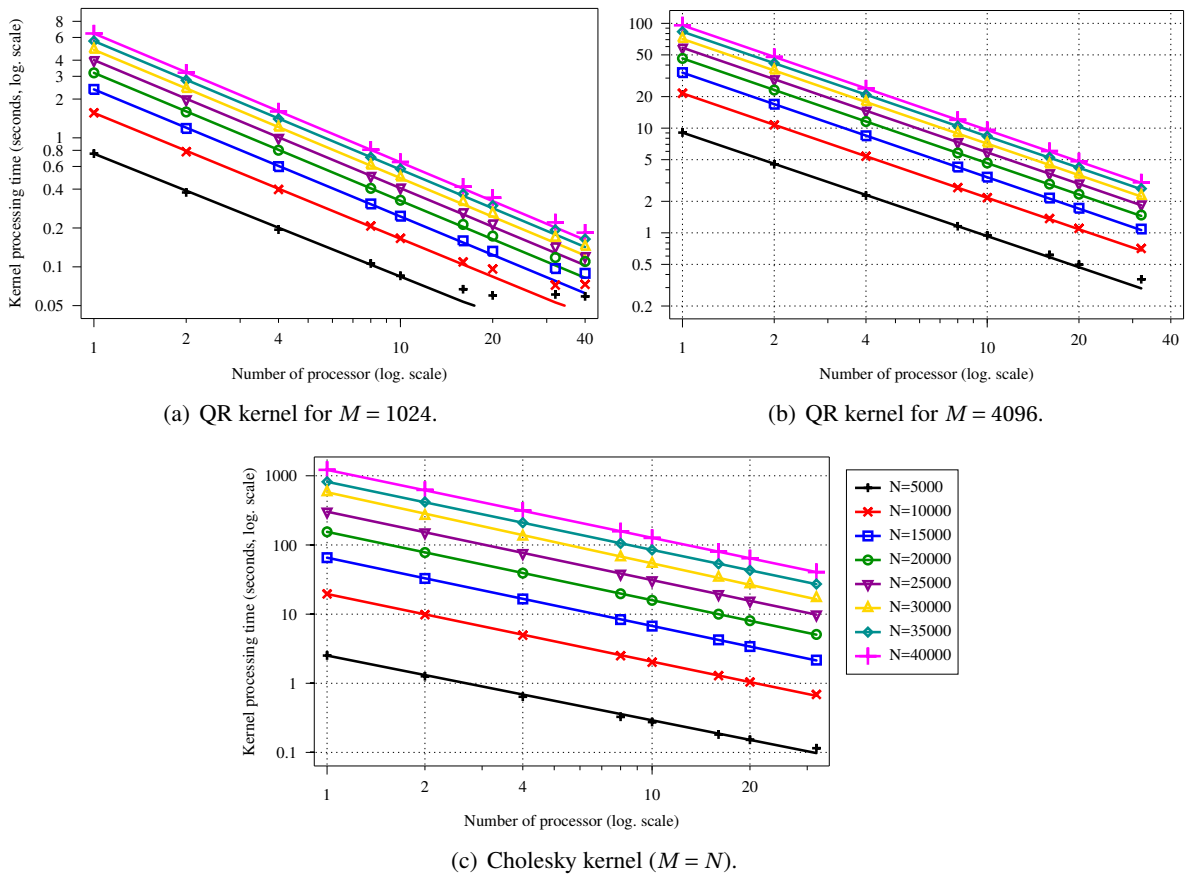 Kernel processing time (seconds, log. scale)
8
6
4
3
2
1
0.8
0.6
0.4
0.2
0.1
0.05
1
2
4
10
20
40
Number of processor (log. scale)
(a) QR kernel for M = 1024.
100
50
20
10
5
2
1
0.5
0.2
1
2
4
10
20
40
Number of processor (log. scale)
(b) QR kernel for M = 4096.
Kernel processing time (seconds, log. scale)
1000
100
10
1
0.1
1
2
4
10
20
Number of processor (log. scale)
N=5000
N=10000
N=15000
N=20000
N=25000
N=30000
N=35000
N=40000
(c) Cholesky kernel (M = N).